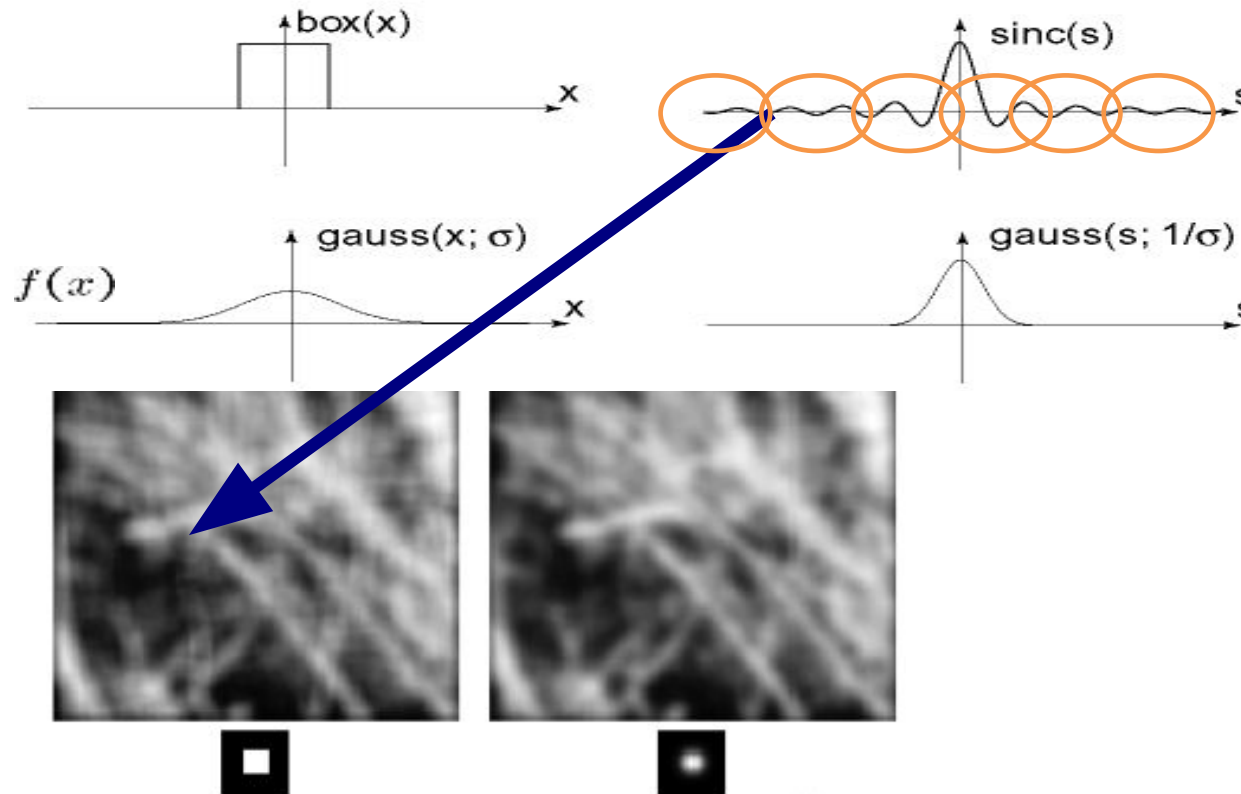 box(x)
x
sinc(s)
s
f(x)
gauss(x; σ)
x
gauss(s; 1/σ)
s